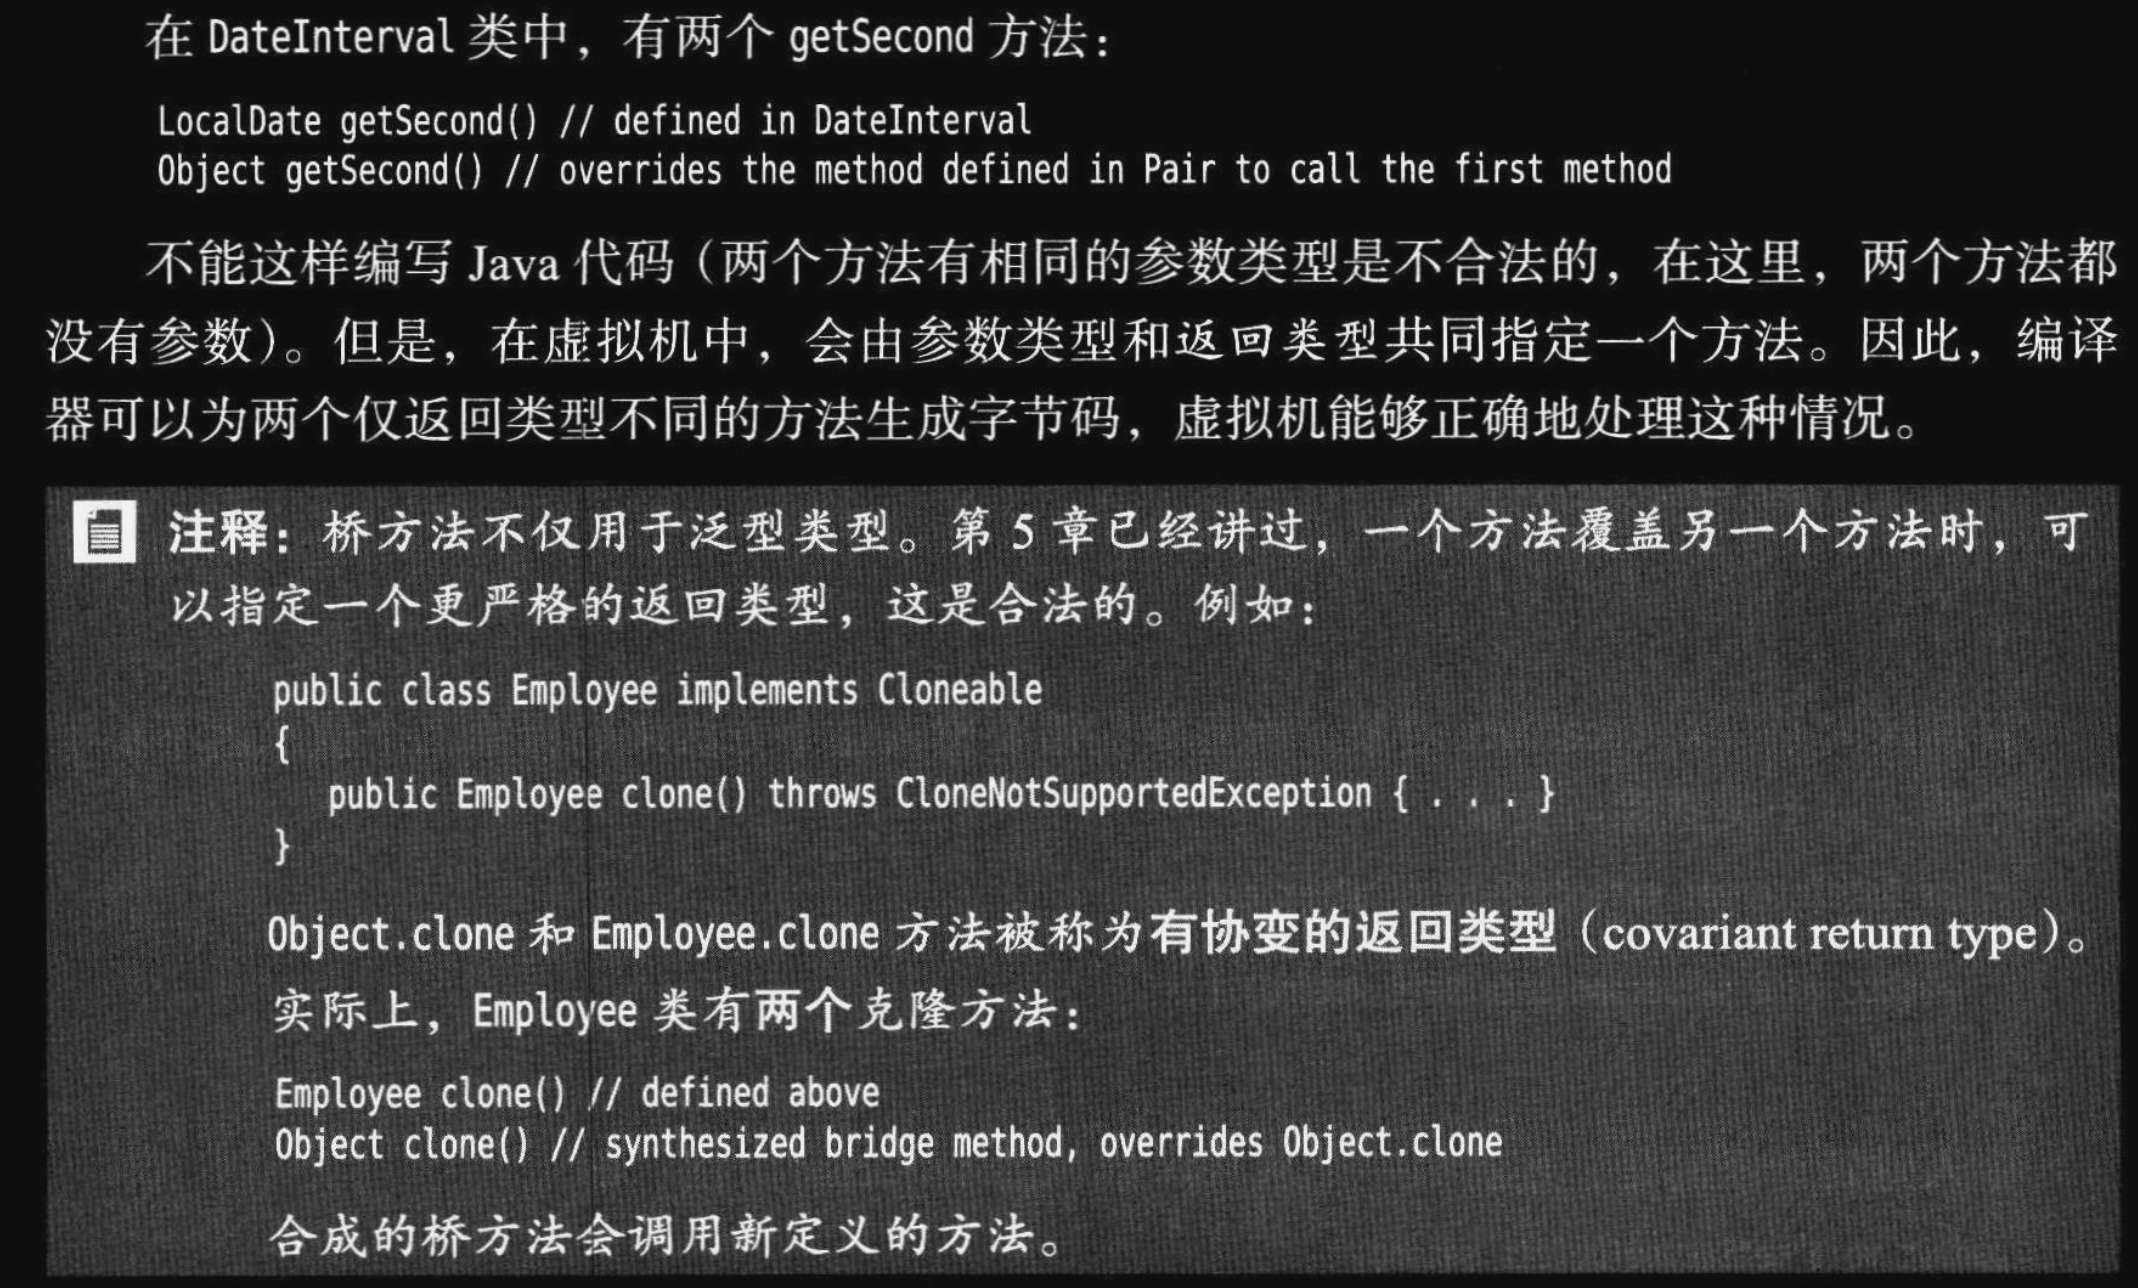 在 DateInterval 类中，有两个 getSecond 方法：
LocalDate getSecond() // defined in DateInterval
Object getSecond() // overrides the method defined in Pair to call the first method
不能这样编写 Java 代码（两个方法有相同的参数类型是不合法的，在这里，两个方法都
没有参数）。但是，在虚拟机中，会由参数类型和返回类型共同指定一个方法。因此，编译
器可以为两个仅返回类型不同的方法生成字节码，虚拟机能够正确地处理这种情况。
注释：桥方法不仅用于泛型类型。第 5 章已经讲过，一个方法覆盖另一个方法时，可
以指定一个更严格的返回类型，这是合法的。例如：
public class Employee implements Cloneable
{
public Employee clone() throws CloneNotSupportedException { . . . }
}
Object.clone 和 Employee.clone 方法被称为有协变的返回类型（covariant return type）。
实际上，Employee 类有两个克隆方法：
Employee clone() // defined above
Object clone() // synthesized bridge method, overrides Object.clone
合成的桥方法会调用新定义的方法。